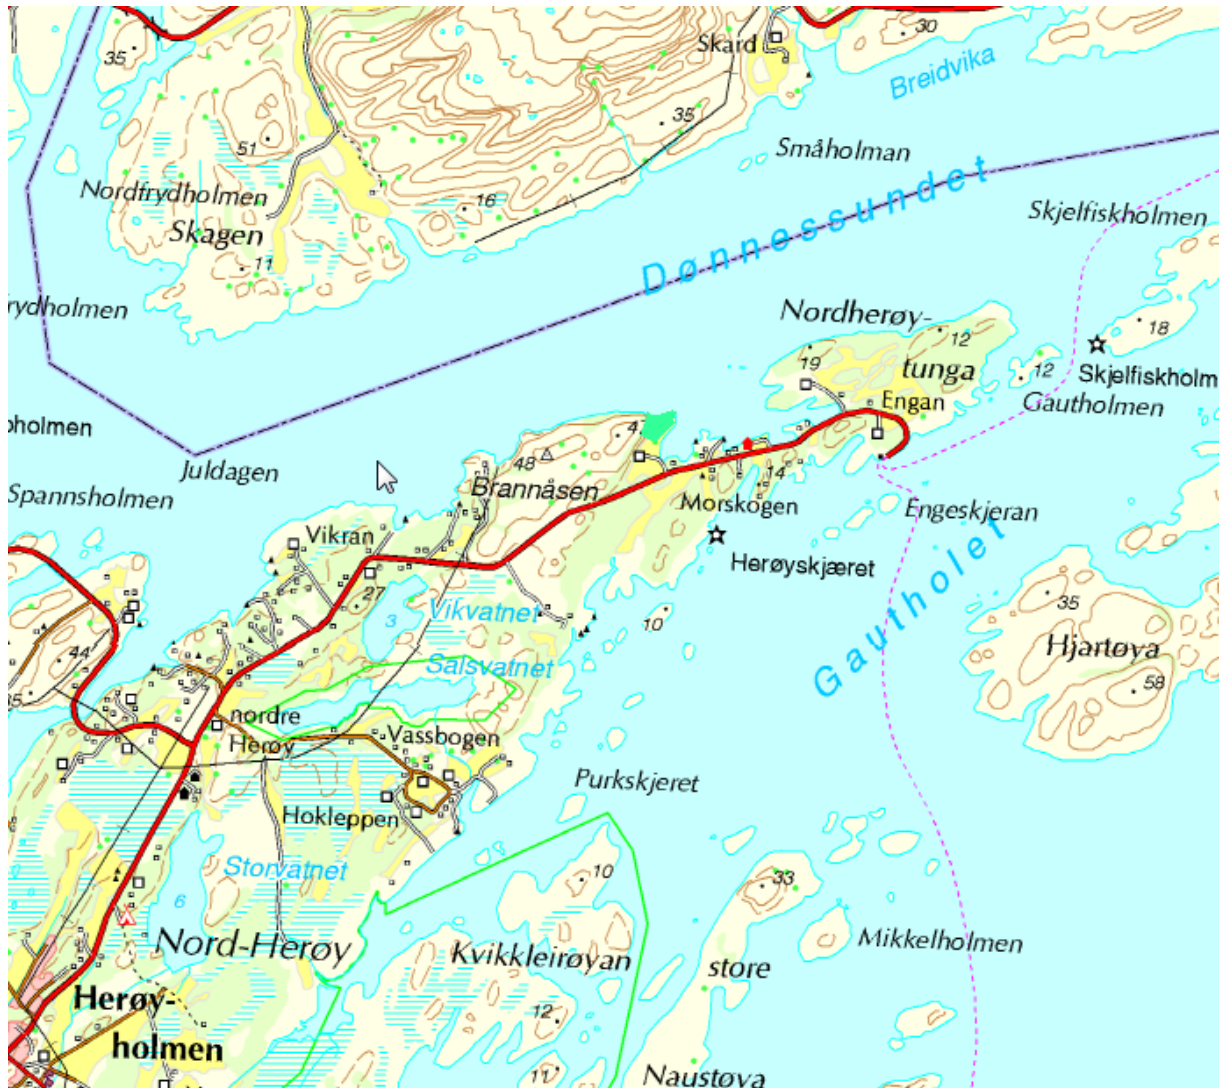 30
Skard
35
Breidvika
35
51
Småholman
Nordfrydholmen
16
Skagen
Dønnessundet
Skjelfiskholmen
11
rydholmen
Nordherøy-
12
18
19
tunga
12
Skjelfiskholm
Engan
Gautholmen
47
oholmen
48
Juldagen
14
Brannåsen
Spannsholmen
Morskogen
Engeskjeran
Vikran
Herøyskjæret
27
35
3
Vikvatnet
10
Gautholet
44
Salsvatnet
Hjartøya
58
nordre
Herøy
Vassbogen
Purkskjeret
Hokleppen
Storvatnet
10
33
6
Nord-Herøy
Kvikkleirøyan
store
Mikkelholmen
Herøy-
holmen
12
11
Naustøya